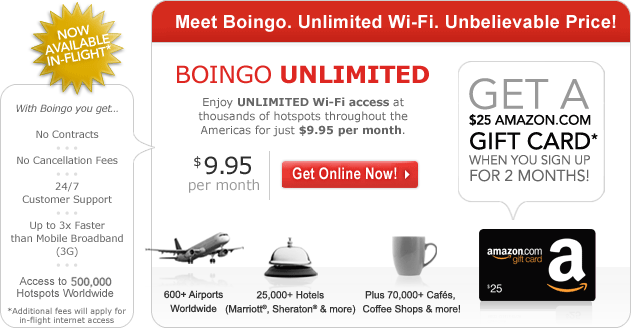 Meet Boingo. Unlimited Wi-Fi. Unbelievable Price!
NOW
AVAILABLE
IN-FLIGHT*
With Boingo you get...
No Contracts
No Cancellation Fees
24/7
Customer Support
Up to 3x Faster
than Mobile Broadband
(3G)
Access to 500,000
Hotspots Worldwide
*Additional fees will apply for
in-flight internet access
BOINGO UNLIMITED
Enjoy UNLIMITED Wi-Fi access at
thousands of hotspots throughout the
Americas for just $9.95 per month.
$9.95
per month
Get Online Now!
GET A
$25 AMAZON.COM
GIFT CARD*
WHEN YOU SIGN UP
FOR 2 MONTHS!
600+ Airports
Worldwide
25,000+ Hotels
(Marriott®, Sheraton® & more)
Plus 70,000+ Cafés,
Coffee Shops & more!
amazon.com
gift card
a
$25